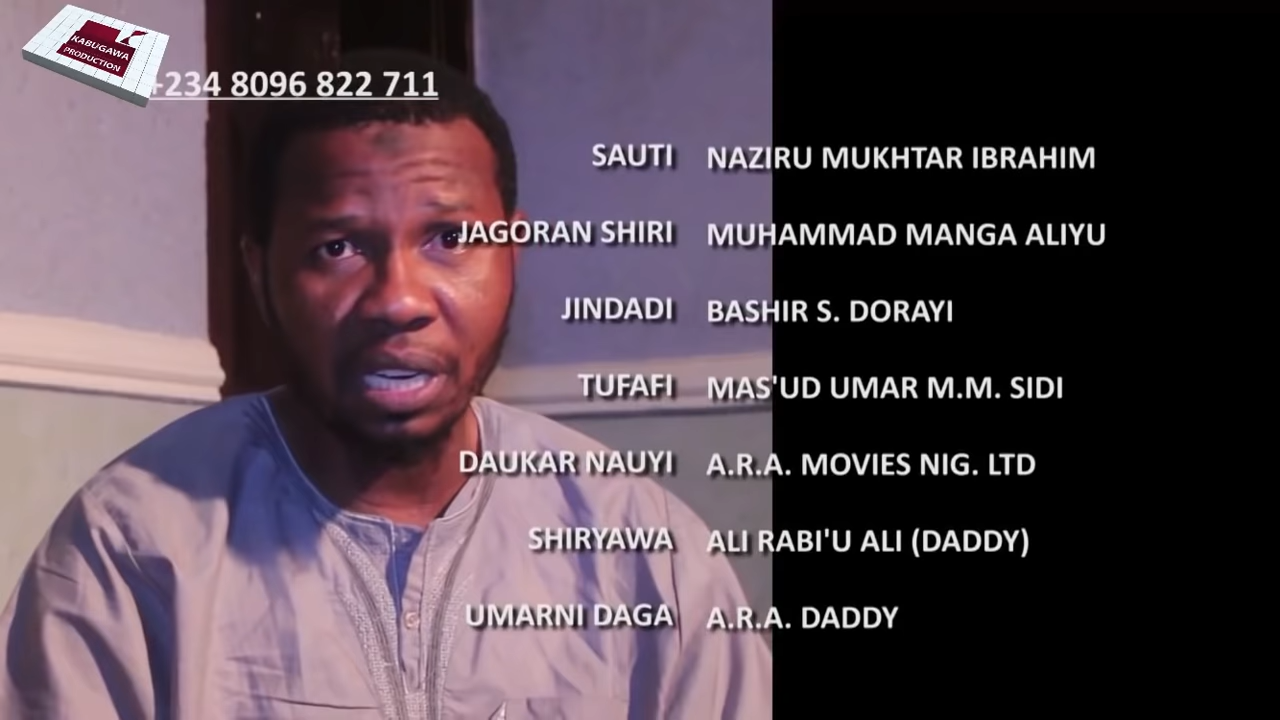 KABUGAWA
PRODUCTION
+234 8096 822 711
SAUTI NAZIRU MUKHTAR IBRAHIM
JAGORAN SHIRI MUHAMMAD MANGA ALIYU
JINDADI BASHIR S. DORAYI
TUFAFI MAS'UD UMAR M.M. SIDI
DAUKAR NAUYI A.R.A. MOVIES NIG. LTD
SHIRYAWA ALI RABI'U ALI (DADDY)
UMARNI DAGA A.R.A. DADDY